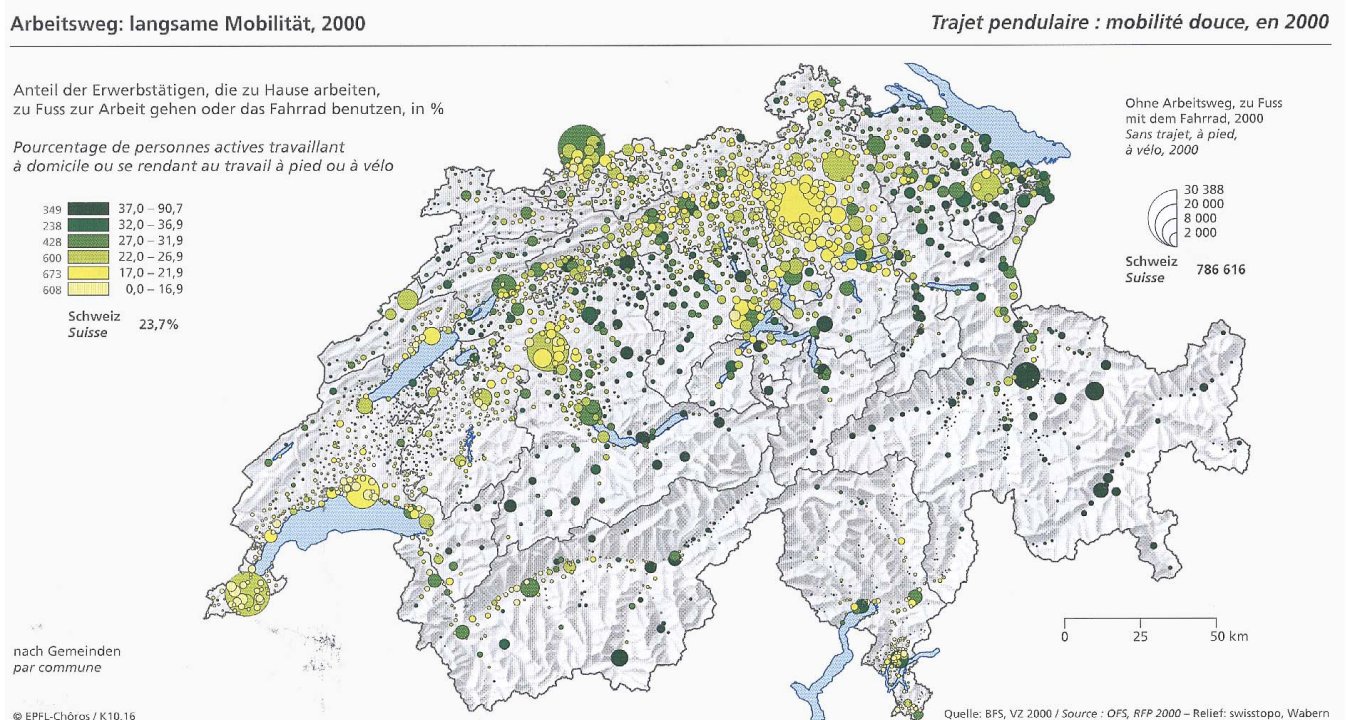 Arbeitsweg: langsame Mobilität, 2000
Trajet pendulaire : mobilité douce, en 2000
Anteil der Erwerbstätigen, die zu Hause arbeiten,
zu Fuss zur Arbeit gehen oder das Fahrrad benutzen, in %
Pourcentage de personnes actives travaillant
à domicile ou se rendant au travail à pied ou à vélo
349 37,0 – 90,7
238 32,0 – 36,9
428 27,0 – 31,9
600 22,0 – 26,9
673 17,0 – 21,9
608 0,0 – 16,9
Schweiz
Suisse
23,7%
Ohne Arbeitsweg, zu Fuss
mit dem Fahrrad, 2000
Sans trajet, à pied,
à vélo, 2000
30 388
20 000
8 000
2 000
Schweiz
Suisse
786 616
0 25 50 km
nach Gemeinden
par commune
© EPFL-Chôros / K10.16
Quelle: BFS, VZ 2000 / Source : OFS, RFP 2000 – Relief: swisstopo, Wabern